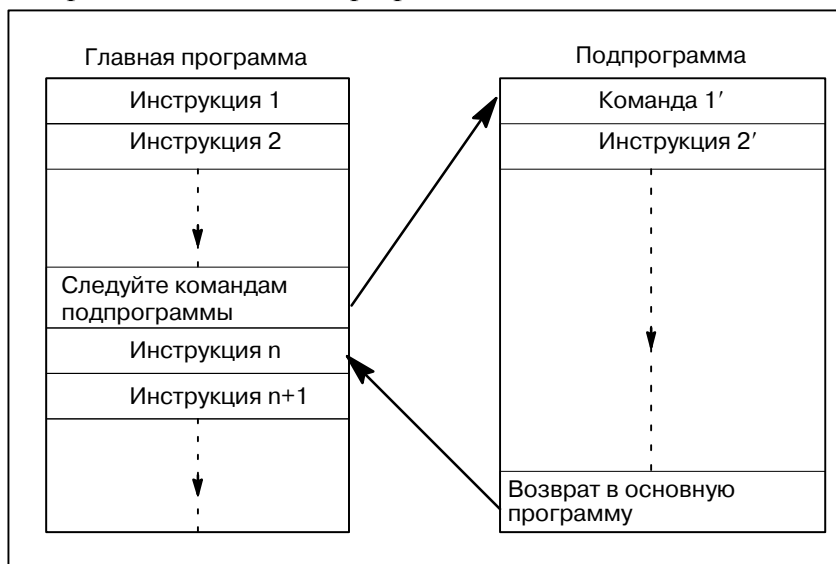 Главная программа
Инструкция 1
Инструкция 2
Следуйте командам
подпрограммы
Инструкция n
Инструкция n+1
Подпрограмма
Команда 1′
Инструкция 2′
Возврат в основную
программу